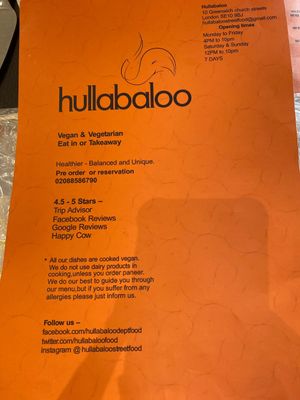 Hullabaloo
10 Greenwich church streets
London SE10 9BJ
hullabaloostreetfood@gmail.com
Opening times
Monday to Friday
4PM to 10pm
Saturday & Sunday
12PM to 10pm
7 DAYS
hullabaloo
Vegan & Vegetarian
Eat in or Takeaway
Healthier - Balanced and Unique.
Pre order or reservation
02088586790
4.5 - 5 Stars –
Trip Advisor
Facebook Reviews
Google Reviews
Happy Cow
* All our dishes are cooked vegan.
We do not use dairy products in
cooking,unless you order paneer.
We do our best to guide you through
our menu,but if you suffer from any
allergies please just inform us.
Follow us –
facebook.com/hullabaloodeptfood
twitter.com/hullabaloofood
instagram @ hullabaloostreetfood